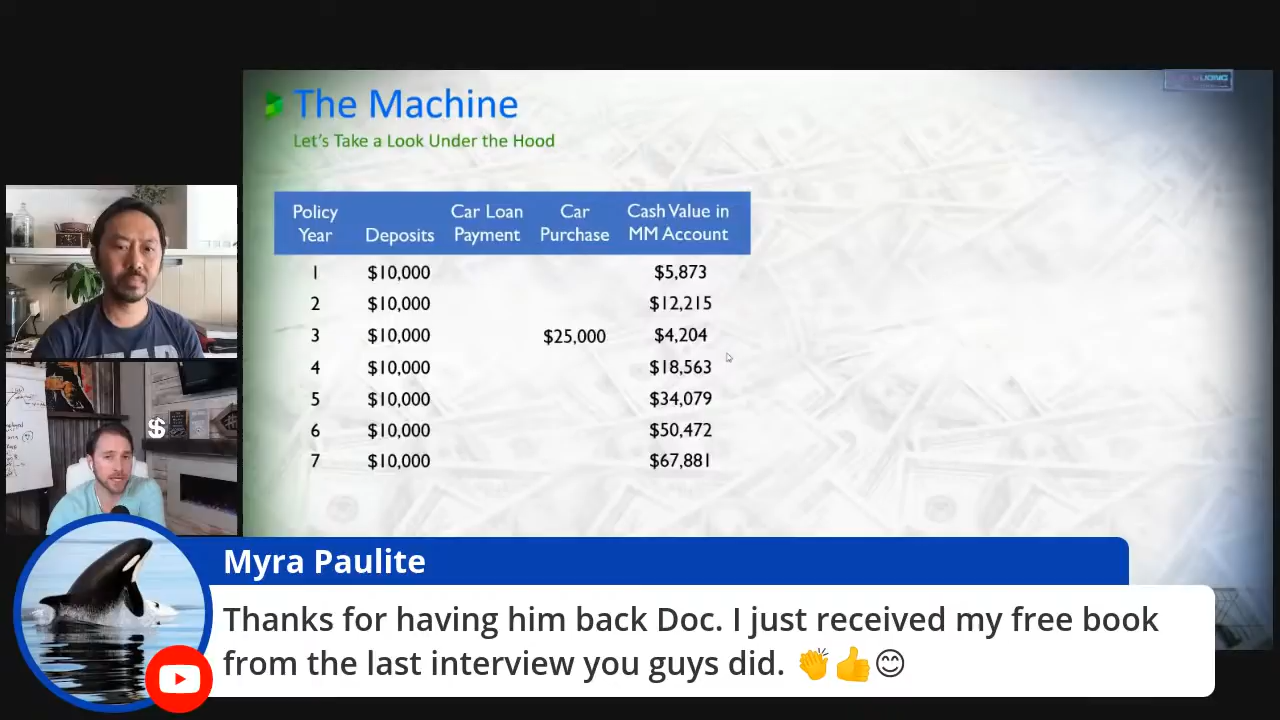 The Machine
Let's Take a Look Under the Hood
Policy Year Deposits Car Loan Payment Car Purchase Cash Value in MM Account
1 $10,000 $5,873
2 $10,000 $12,215
3 $10,000 $25,000 $4,204
4 $10,000 $18,563
5 $10,000 $34,079
6 $10,000 $50,472
7 $10,000 $67,881
$
Myra Paulite
Thanks for having him back Doc. I just received my free book
from the last interview you guys did. 👏👍😊